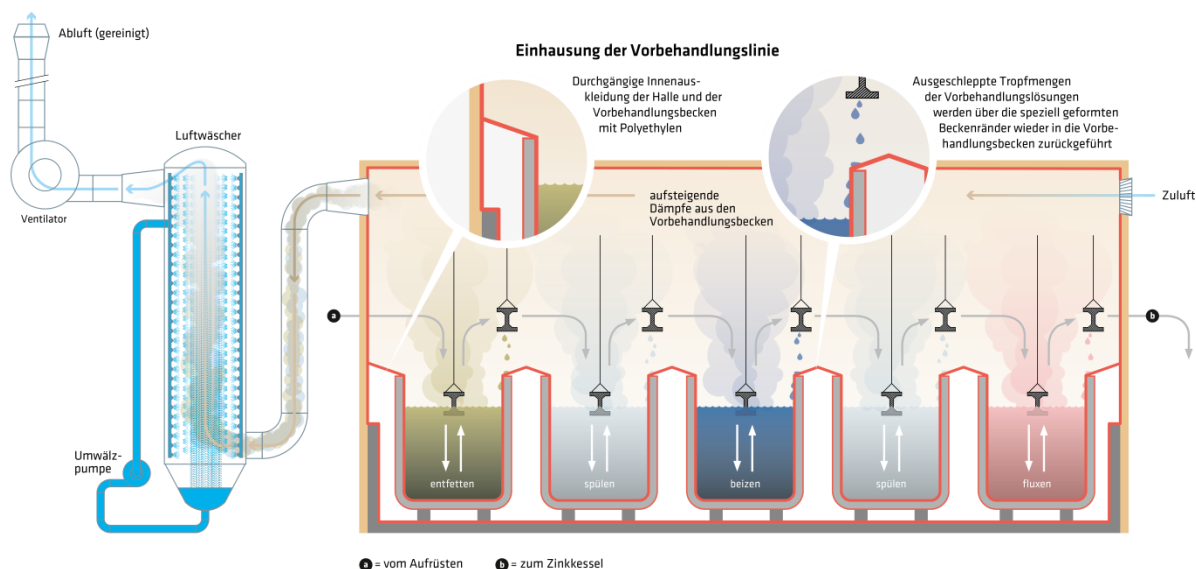 Abluft (gereinigt)
Einhausung der Vorbehandlungslinie
Durchgängige Innenaus-
kleidung der Halle und der
Vorbehandlungsbecken
mit Polyethylen
Ausgeschleppte Tropfmengen
der Vorbehandlungslösungen
werden über die speziell geformten
Beckenränder wieder in die Vorbe-
handlungsbecken zurückgeführt
Luftwäscher
Ventilator
aufsteigende
Dämpfe aus den
Vorbehandlungsbecken
Zuluft
a
b
Umwälz-
pumpe
entfetten
spülen
beizen
spülen
fluxen
a = vom Aufrüsten
b = zum Zinkkessel